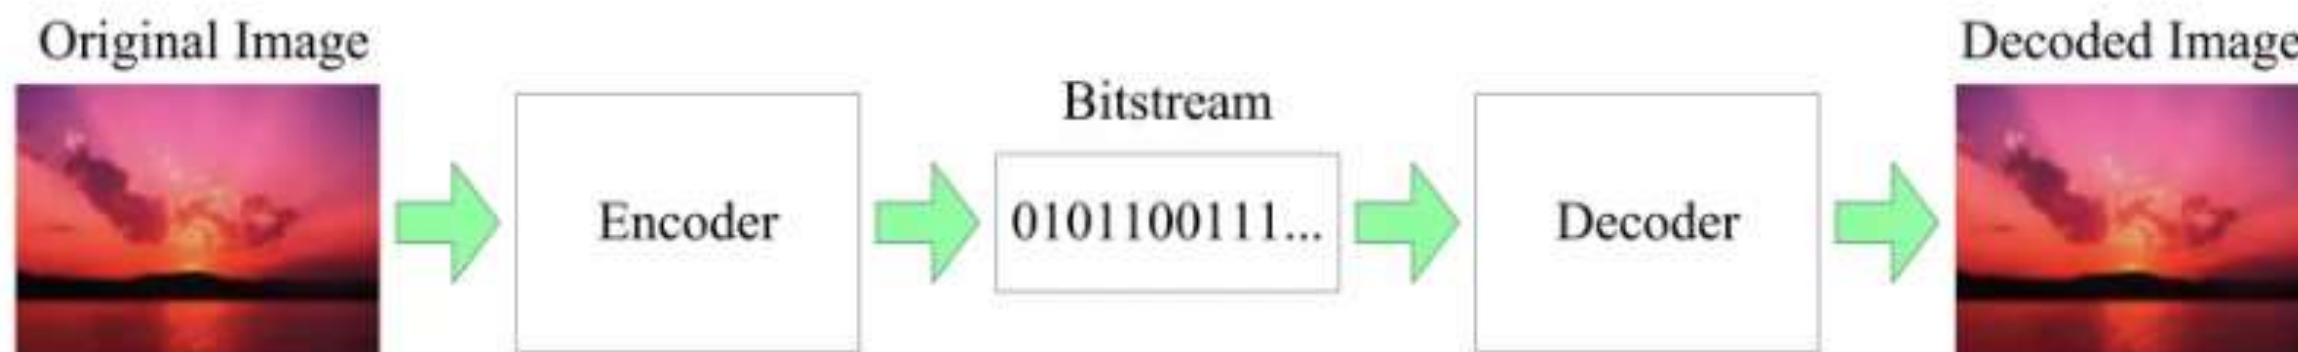 Original Image
Encoder
Bitstream
0101100111...
Decoder
Decoded Image